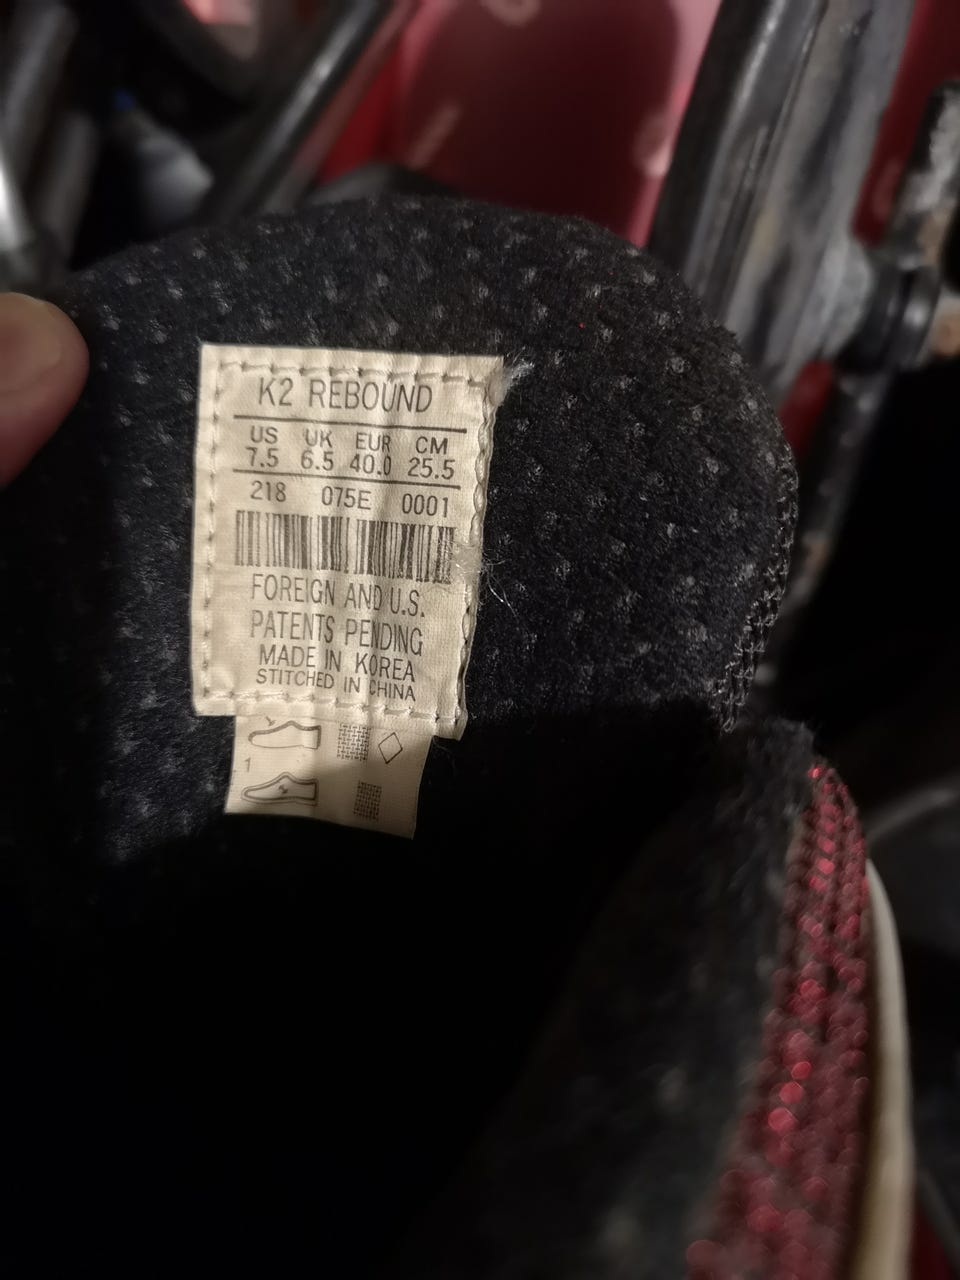 K2 REBOUND
US UK EUR CM
7.5 6.5 40.0 25.5
218 075E 0001
FOREIGN AND U.S.
PATENTS PENDING
MADE IN KOREA
STITCHED IN CHINA
1